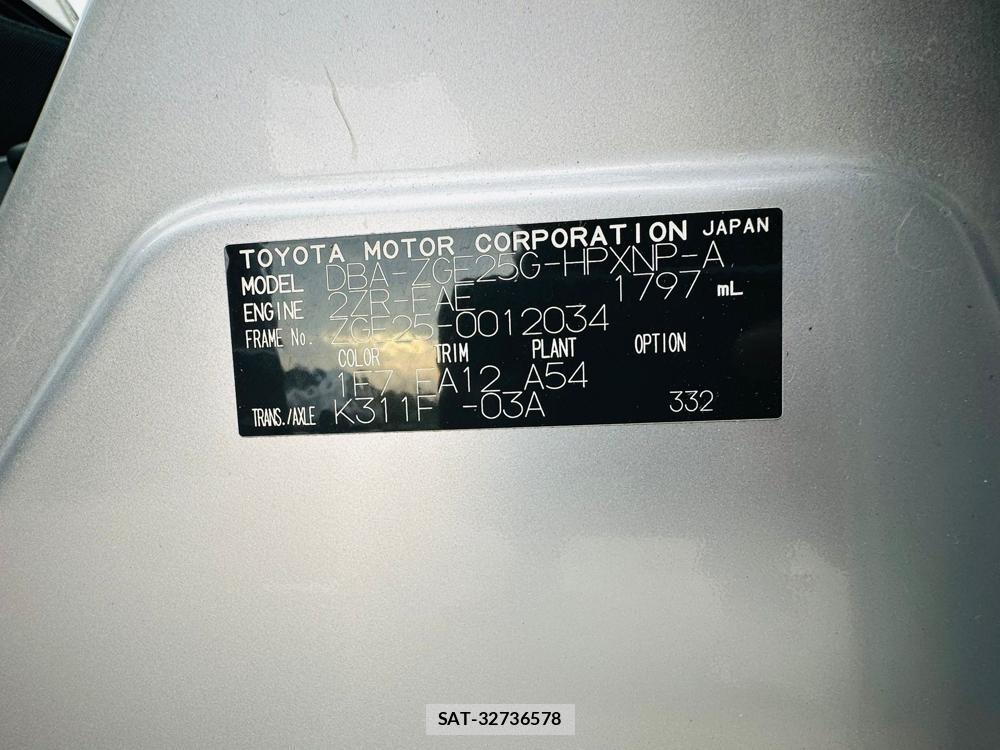 TOYOTA MOTOR CORPORATION JAPAN
MODEL DBA-ZGE25G-HPXNP-A
ENGINE 2ZR-FAE 1797 mL
FRAME No. ZGE25-0012034
COLOR TRIM PLANT OPTION
1F7 FA12 A54
TRANS./AXLE K311F -03A 332
SAT-32736578